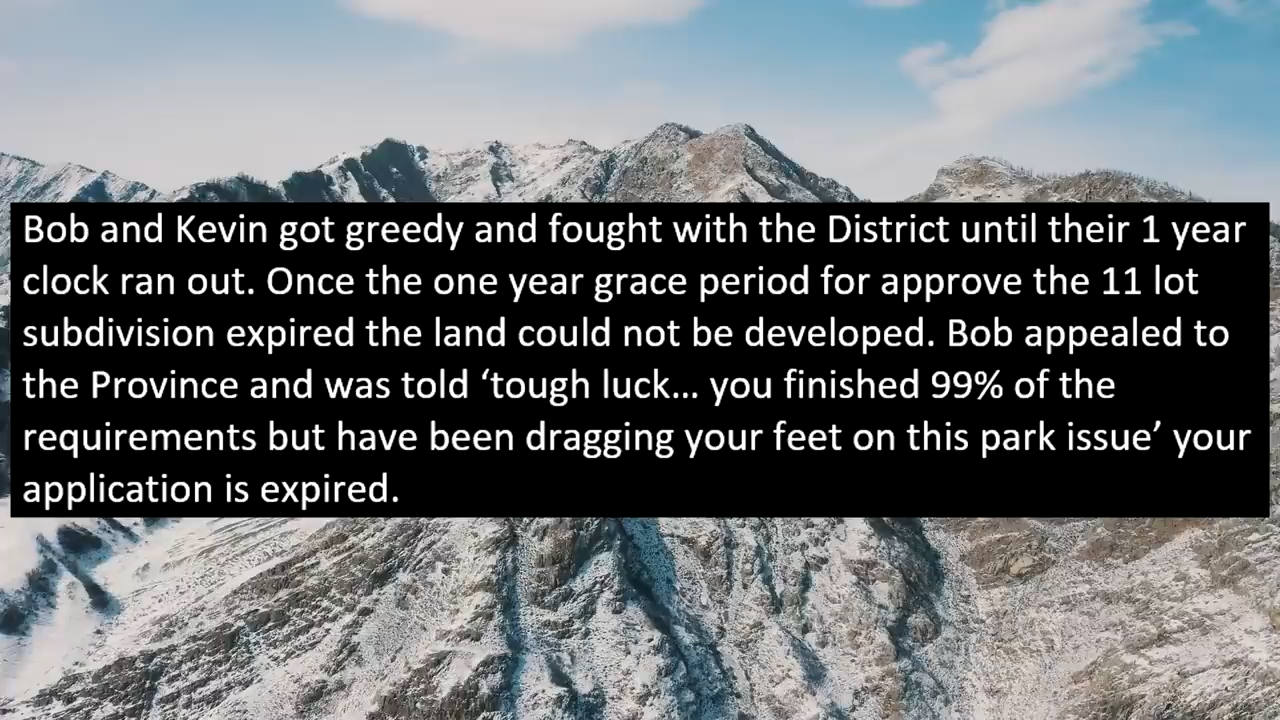 Bob and Kevin got greedy and fought with the District until their 1 year
clock ran out. Once the one year grace period for approve the 11 lot
subdivision expired the land could not be developed. Bob appealed to
the Province and was told ‘tough luck… you finished 99% of the
requirements but have been dragging your feet on this park issue’ your
application is expired.